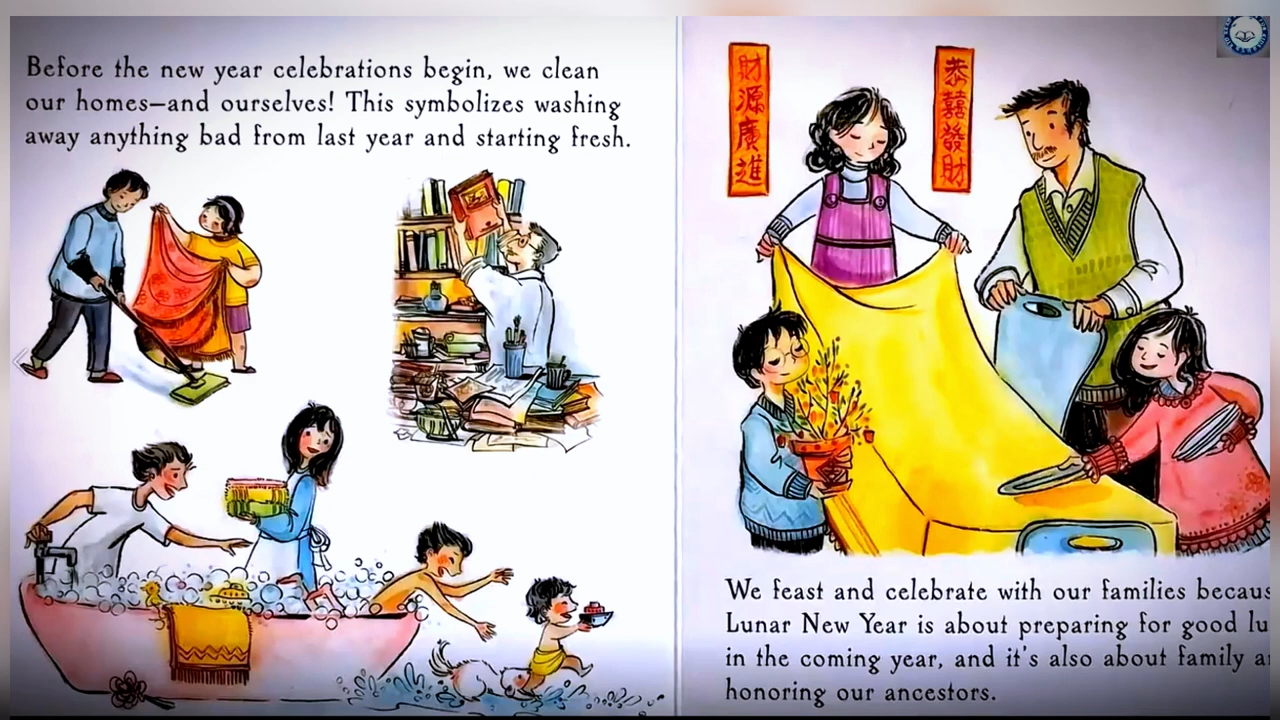 Before the new year celebrations begin, we clean
our homes—and ourselves! This symbolizes washing
away anything bad from last year and starting fresh.
財源廣進
恭囍發財
We feast and celebrate with our families becaus
Lunar New Year is about preparing for good lu
in the coming year, and it's also about family a
honoring our ancestors.